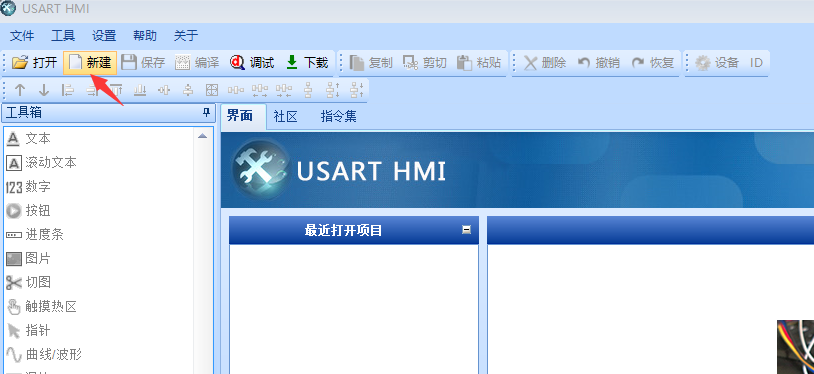 USART HMI
文件 工具 设置 帮助 关于
打开 新建 保存 编译 调试 下载 复制 剪切 粘贴 删除 撤销 恢复 设备 ID
工具箱
界面 社区 指令集
A 文本
A 滚动文本
123 数字
按钮
进度条
图片
切图
触摸热区
指针
曲线/波形
USART HMI
最近打开项目